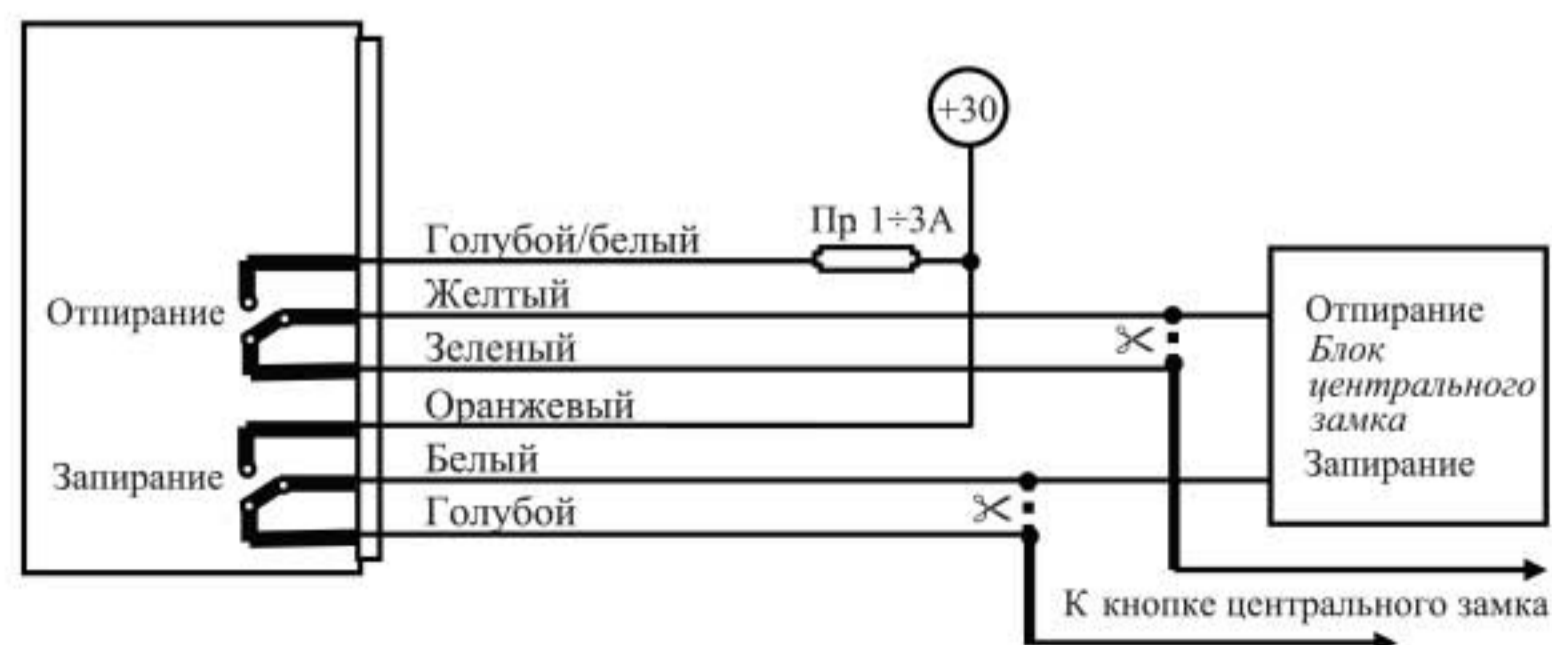 +30
Пр 1÷3А
Голубой/белый
Желтый
Зеленый
Оранжевый
Белый
Голубой
Отпирание
Запирание
Отпирание
Блок
центрального
замка
Запирание
К кнопке центрального замка